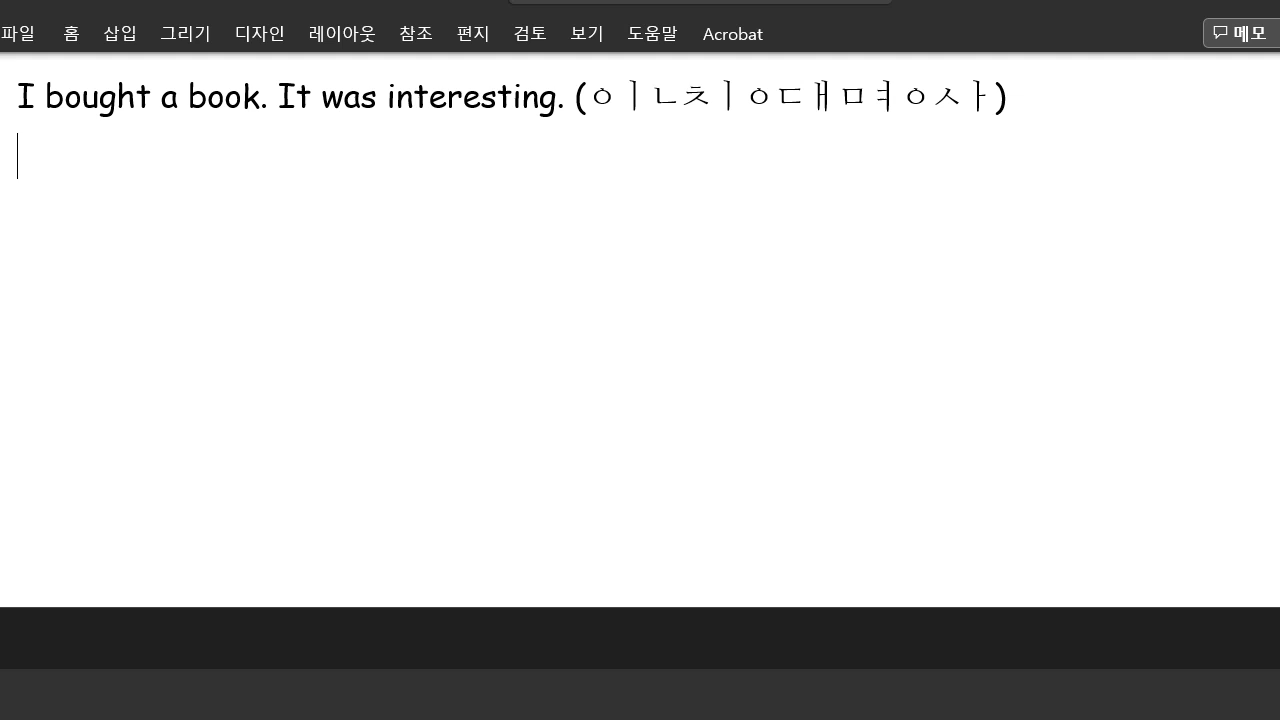 파일 홈 삽입 그리기 디자인 레이아웃 참조 편지 검토 보기 도움말 Acrobat 메모
I bought a book. It was interesting. (ㅇㅣㄴㅊㅣㅇㄷㅐㅁㅕㅇㅅㅏ)